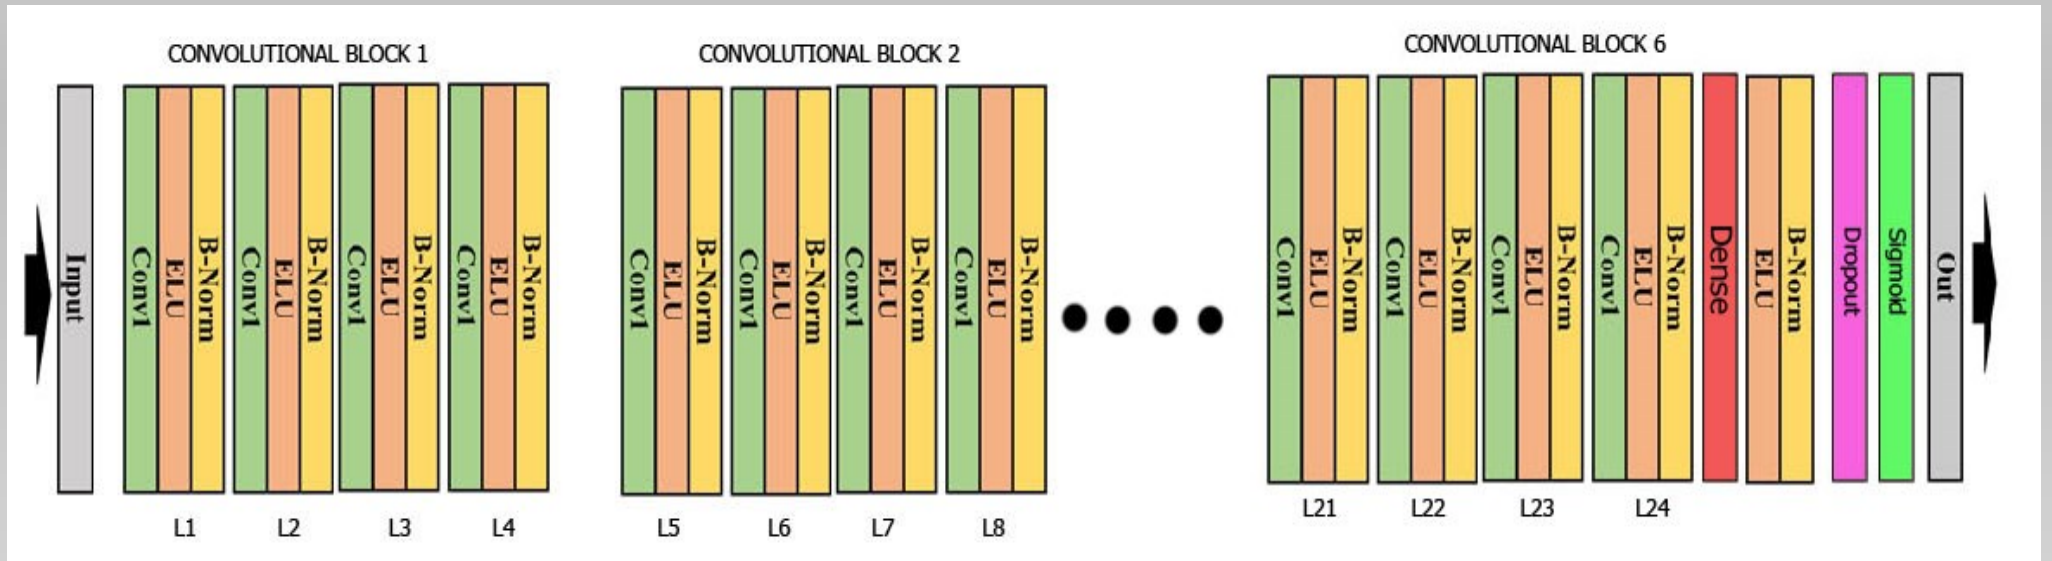 CONVOLUTIONAL BLOCK 1
CONVOLUTIONAL BLOCK 2
CONVOLUTIONAL BLOCK 6
Input
Conv1
ELU
B-Norm
Conv1
ELU
B-Norm
Conv1
ELU
B-Norm
Conv1
ELU
B-Norm
Conv1
ELU
B-Norm
Conv1
ELU
B-Norm
Conv1
ELU
B-Norm
Conv1
ELU
B-Norm
Conv1
ELU
B-Norm
Conv1
ELU
B-Norm
Conv1
ELU
B-Norm
Conv1
ELU
B-Norm
Dense
ELU
B-Norm
Dropout
Sigmoid
Out
L1
L2
L3
L4
L5
L6
L7
L8
L21
L22
L23
L24